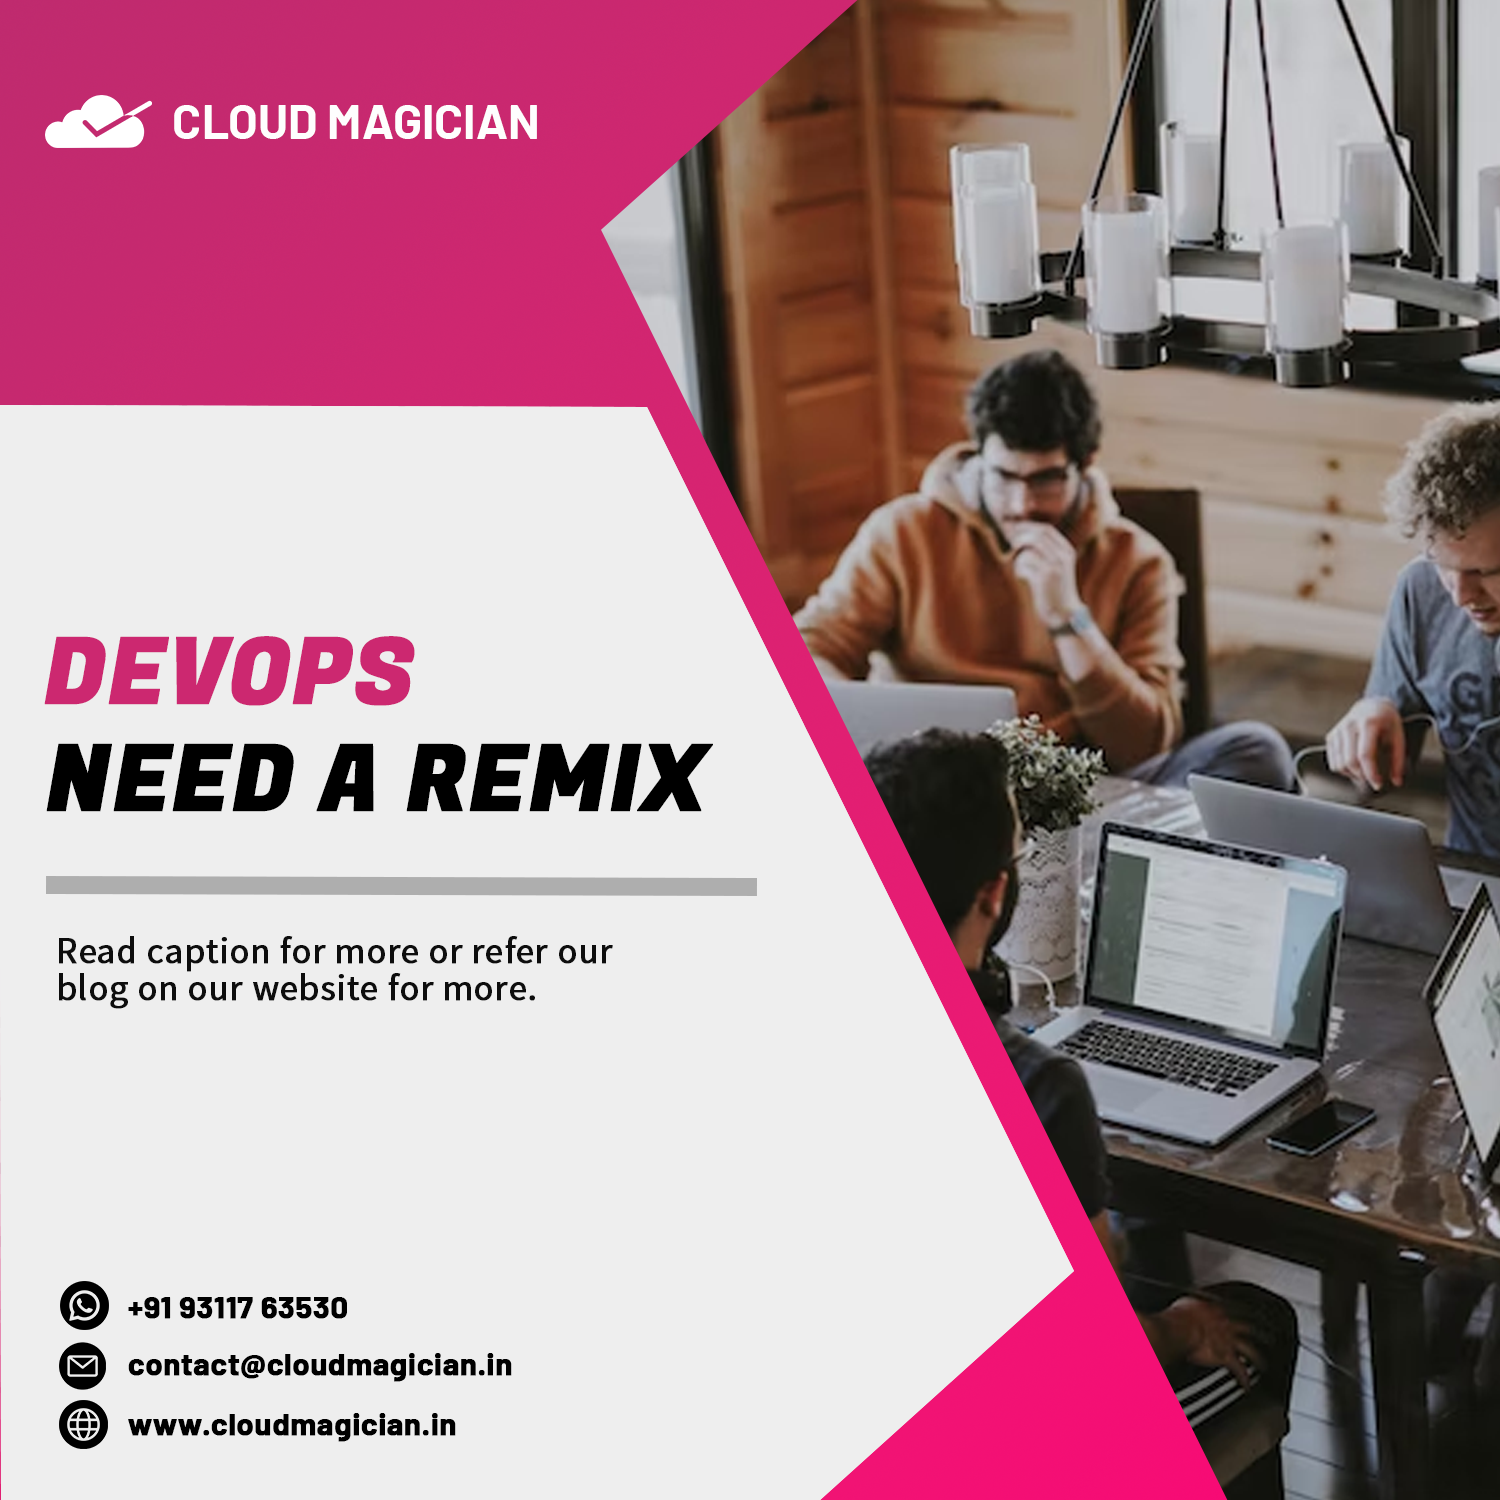 CLOUD MAGICIAN
DEVOPS
NEED A REMIX
Read caption for more or refer our
blog on our website for more.
+91 93117 63530
contact@cloudmagician.in
www.cloudmagician.in